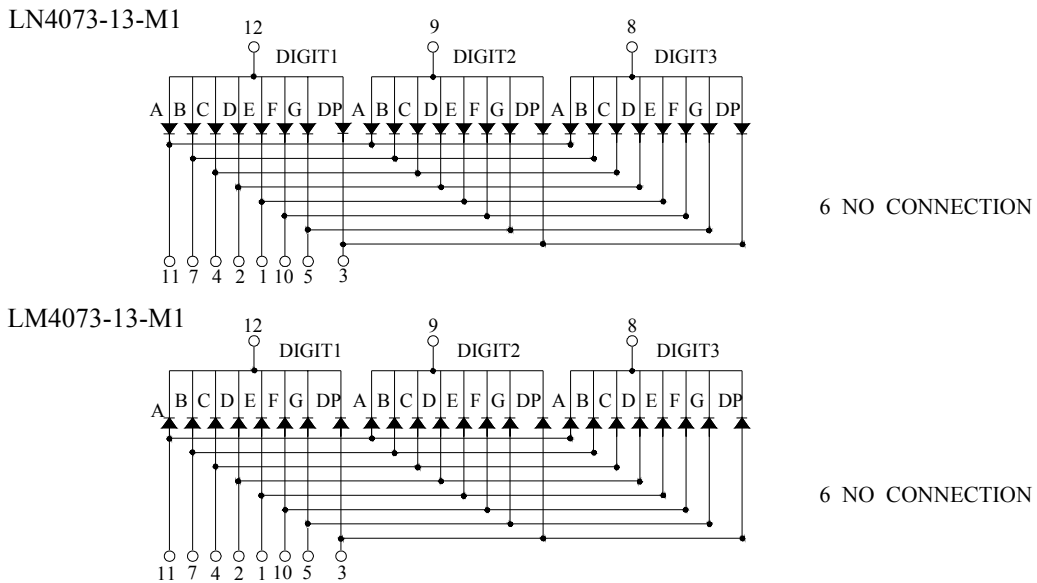 LN4073-13-M1
12 9 8
DIGIT1 DIGIT2 DIGIT3
A B C D E F G DP A B C D E F G DP A B C D E F G DP
6 NO CONNECTION
11 7 4 2 1 10 5 3
LM4073-13-M1
12 9 8
DIGIT1 DIGIT2 DIGIT3
A B C D E F G DP A B C D E F G DP A B C D E F G DP
6 NO CONNECTION
11 7 4 2 1 10 5 3